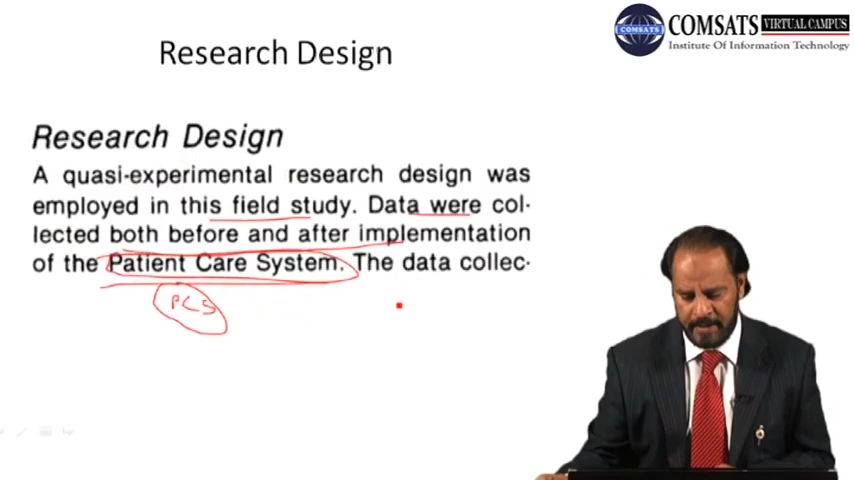 Research Design
COMSATS VIRTUAL CAMPUS
Institute Of Information Technology
COMSATS
Research Design
A quasi-experimental research design was
employed in this field study. Data were col-
lected both before and after implementation
of the Patient Care System. The data collec-
PCS